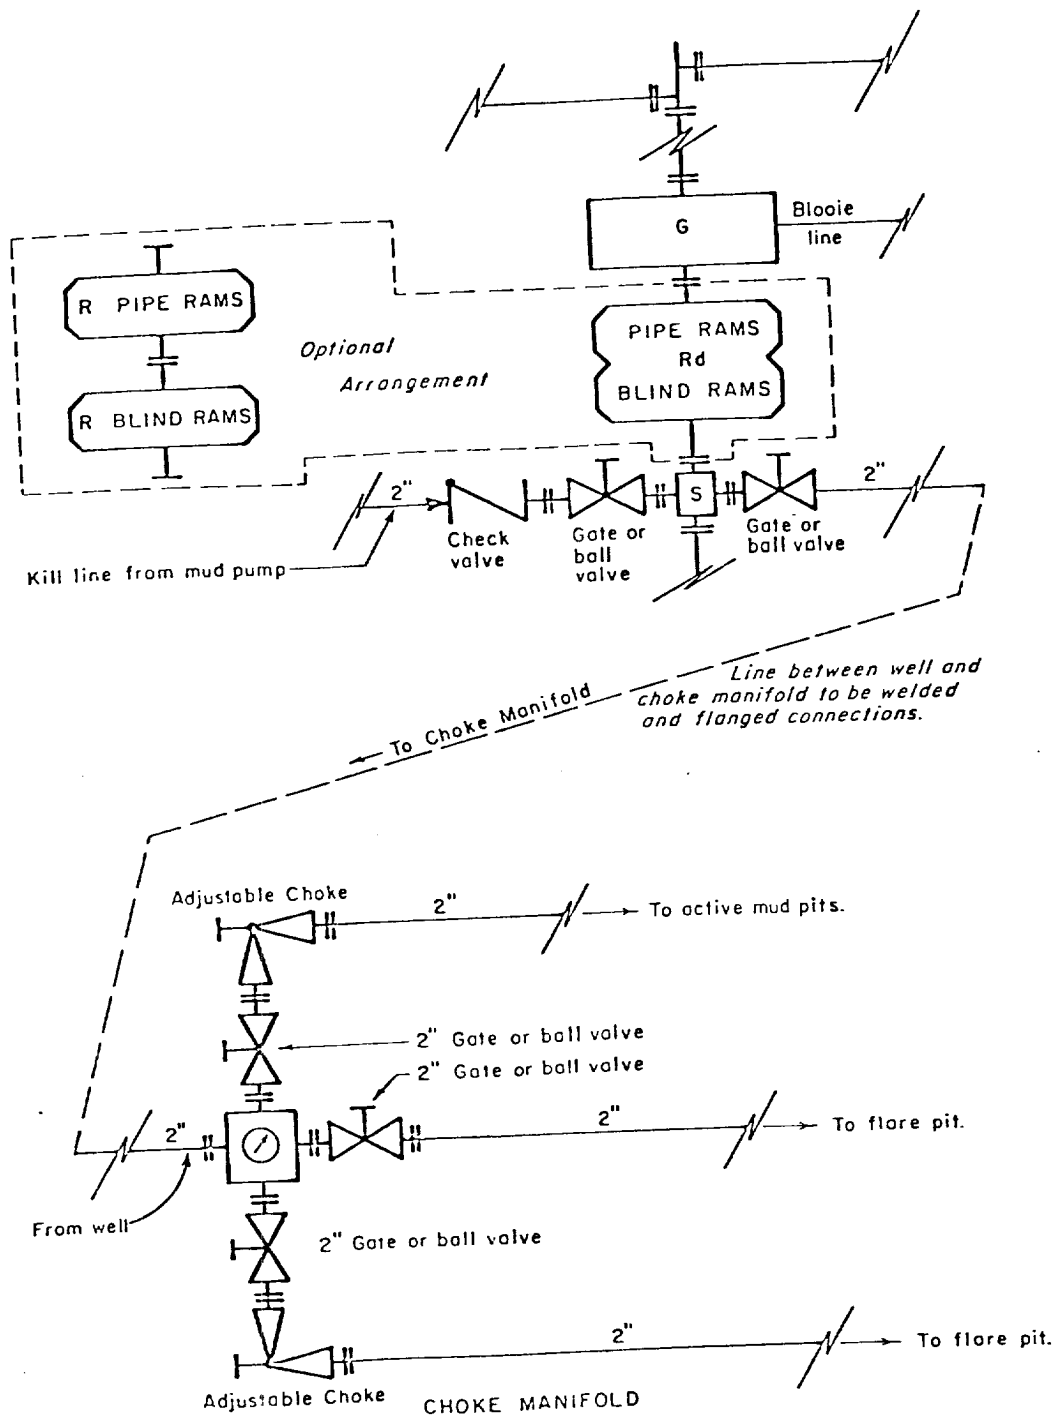 G
Blooie
line
R PIPE RAMS
R BLIND RAMS
Optional
Arrangement
PIPE RAMS
Rd
BLIND RAMS
2"
S
2"
Check
valve
Gate or
ball
valve
Gate or
ball valve
Kill line from mud pump
Line between well and
choke manifold to be welded
and flanged connections.
To Choke Manifold
Adjustable Choke
2"
To active mud pits.
2" Gate or ball valve
2" Gate or ball valve
2"
2"
To flare pit.
From well
2" Gate or ball valve
2"
To flare pit.
Adjustable Choke
CHOKE MANIFOLD